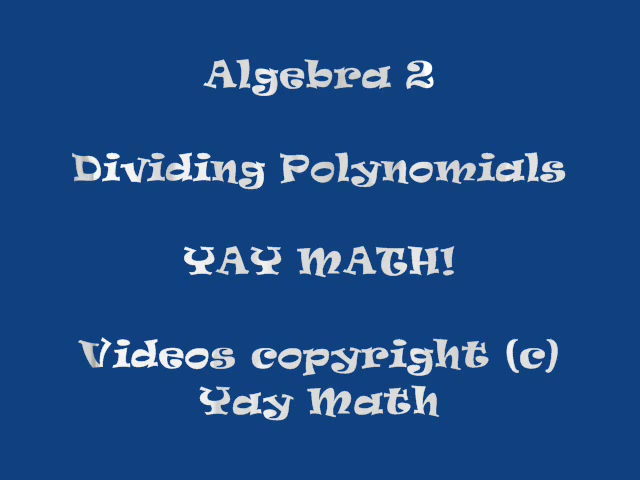 Algebra 2
Dividing Polynomials
YAY MATH!
Videos copyright (c)
Yay Math